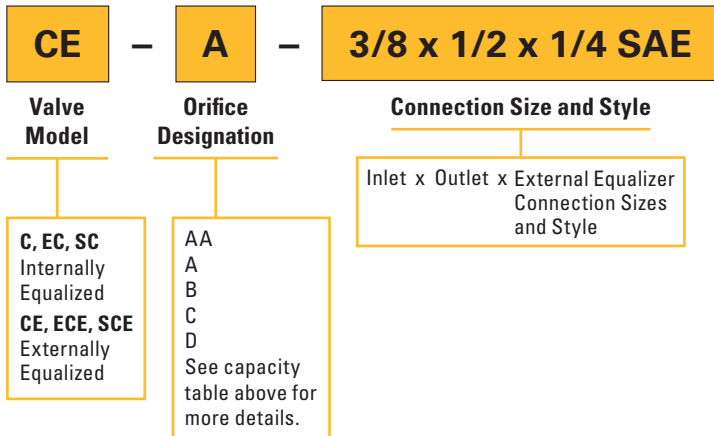 CE – A – 3/8 x 1/2 x 1/4 SAE
Valve
Model
Orifice
Designation
Connection Size and Style
C, EC, SC
Internally
Equalized
CE, ECE, SCE
Externally
Equalized
AA
A
B
C
D
See capacity
table above for
more details.
Inlet x Outlet x External Equalizer
Connection Sizes
and Style